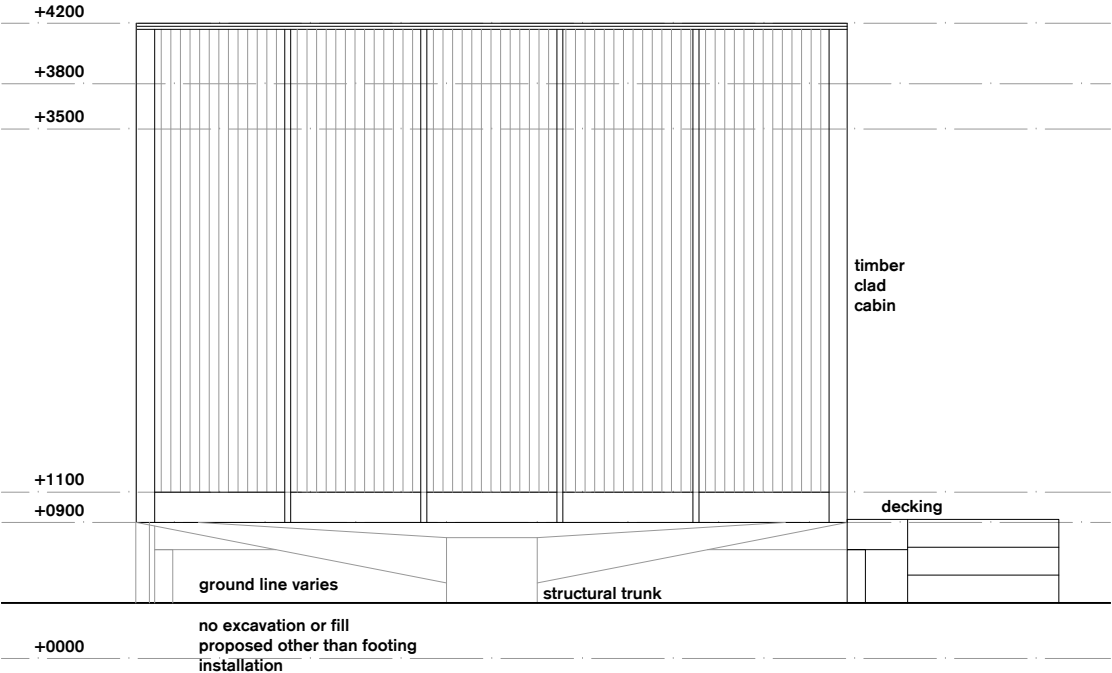 +4200
+3800
+3500
timber
clad
cabin
+1100
+0900
decking
ground line varies
structural trunk
no excavation or fill
proposed other than footing
installation
+0000